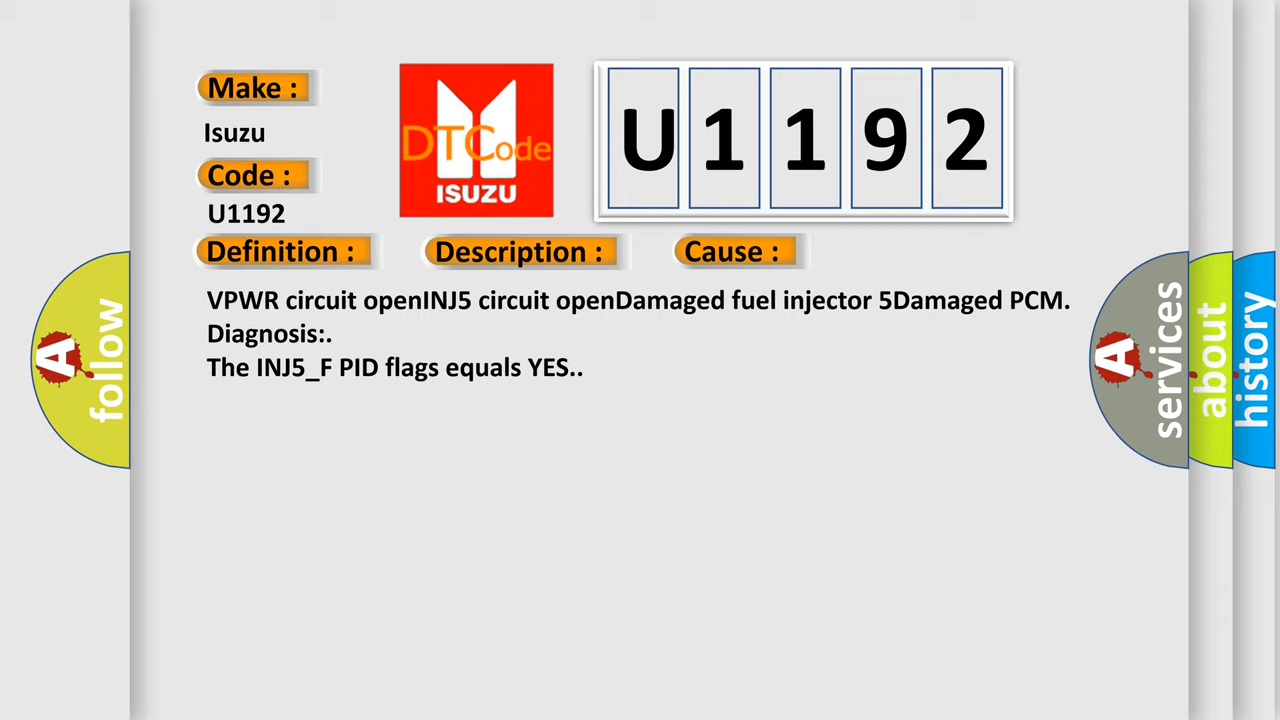 Make :
Isuzu
Code :
U1192
DTCode
ISUZU
U1192
Definition :
Description :
Cause :
VPWR circuit openINJ5 circuit openDamaged fuel injector 5Damaged PCM
Diagnosis:.
The INJ5_F PID flags equals YES..
A follow
A services
about
history